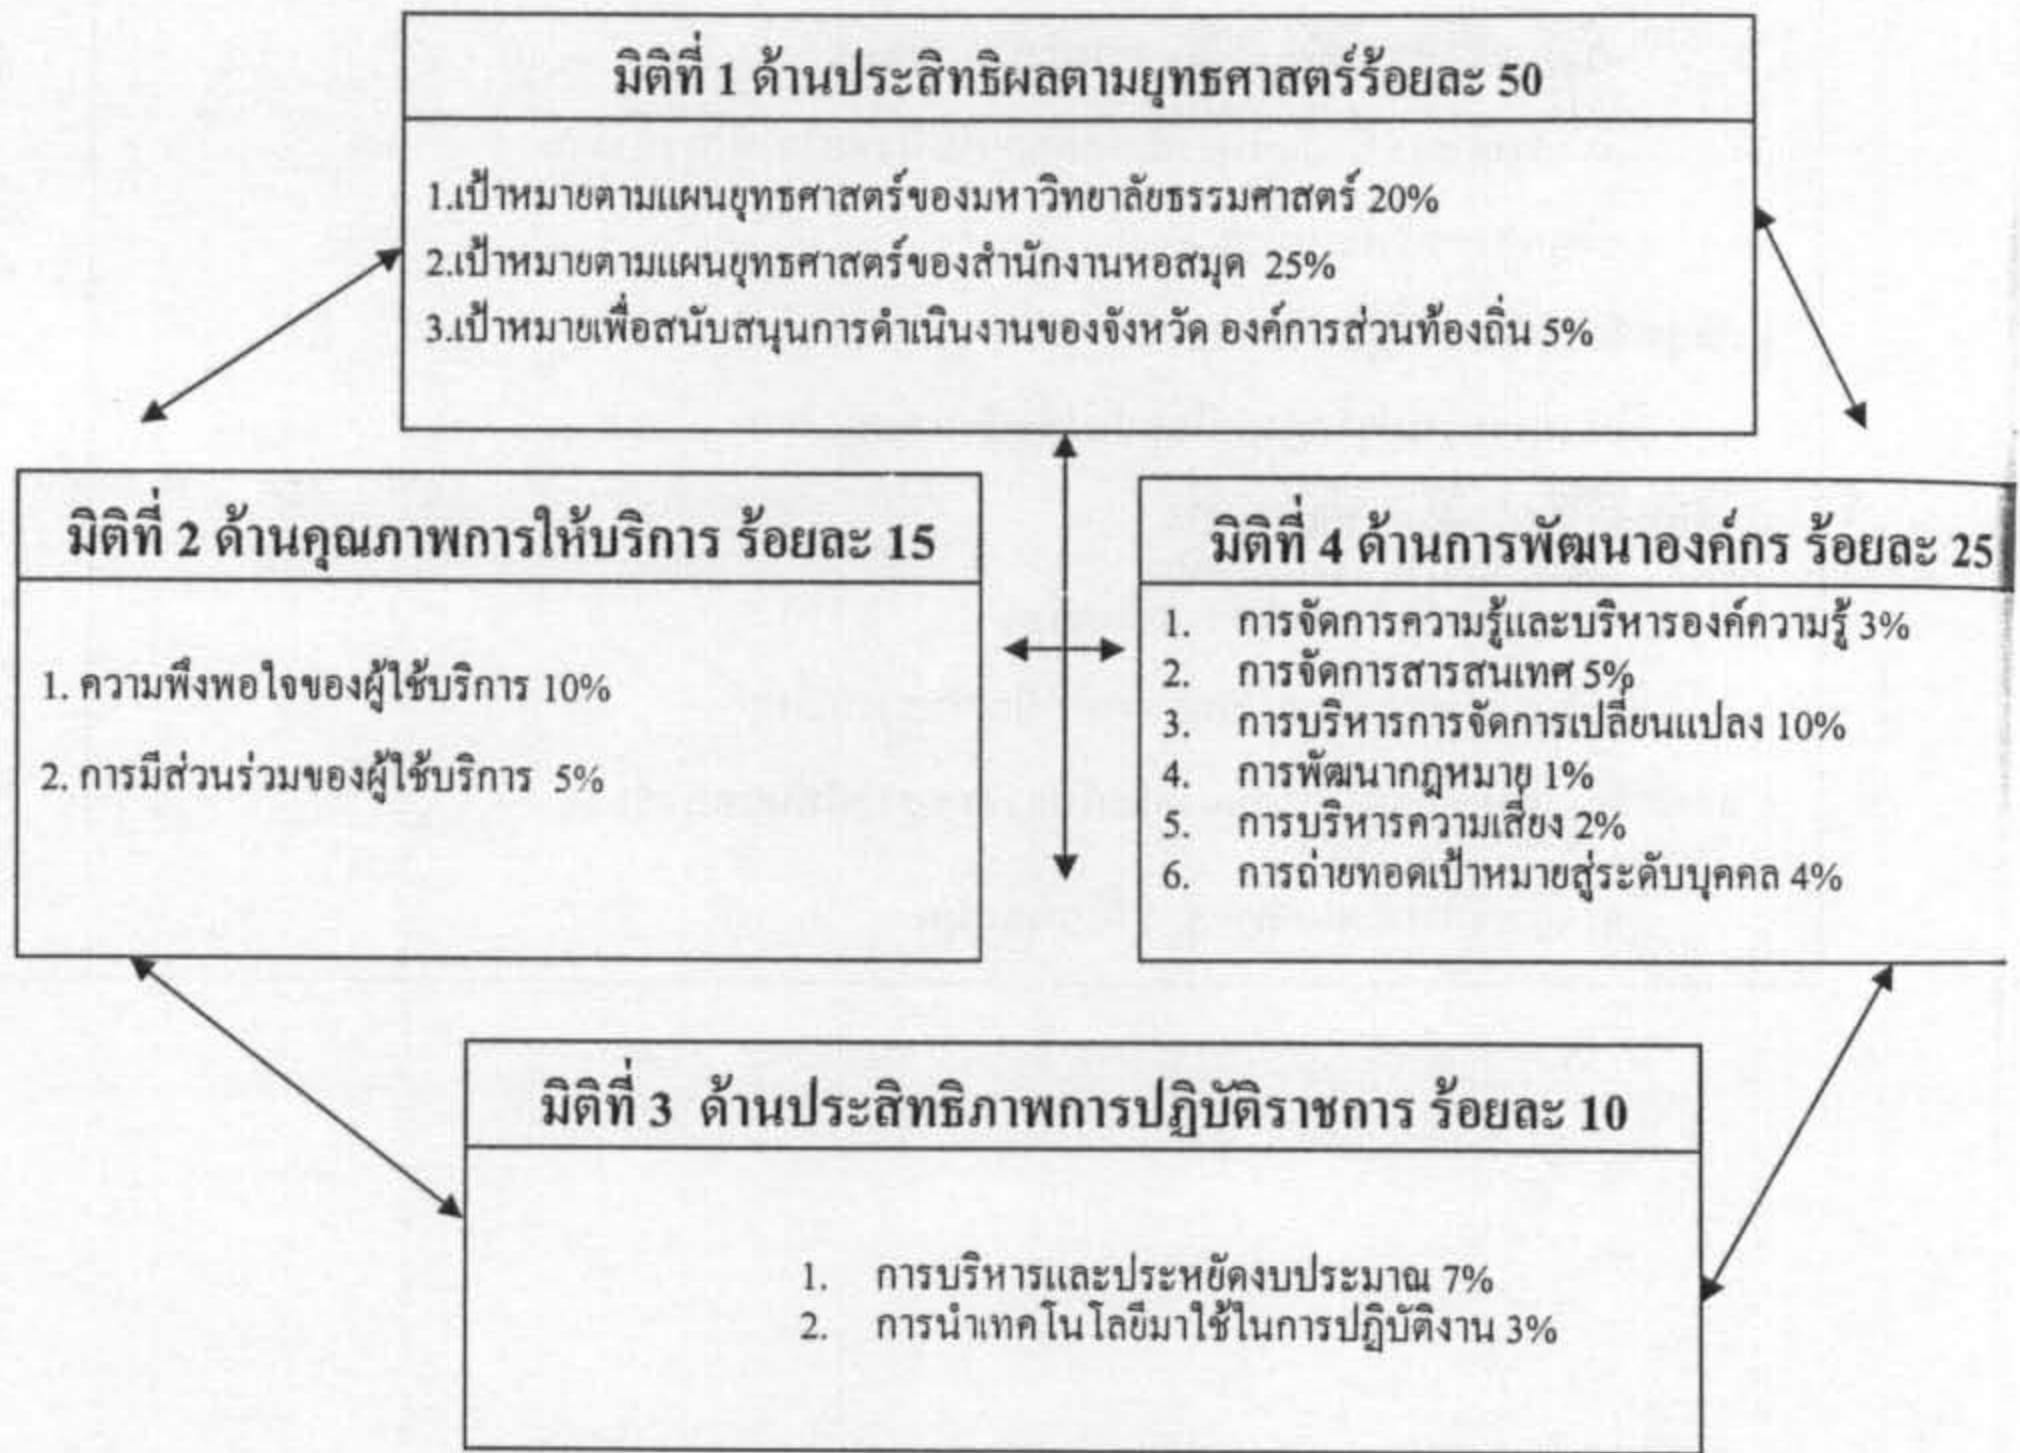 มิติที่ 1 ด้านประสิทธิผลตามยุทธศาสตร์ร้อยละ 50
1.เป้าหมายตามแผนยุทธศาสตร์ของมหาวิทยาลัยธรรมศาสตร์ 20%
2.เป้าหมายตามแผนยุทธศาสตร์ของสำนักงานหอสมุด 25%
3.เป้าหมายเพื่อสนับสนุนการดำเนินงานของจังหวัด องค์การส่วนท้องถิ่น 5%
มิติที่ 2 ด้านคุณภาพการให้บริการ ร้อยละ 15
1. ความพึงพอใจของผู้ใช้บริการ 10%
2. การมีส่วนร่วมของผู้ใช้บริการ 5%
มิติที่ 4 ด้านการพัฒนาองค์กร ร้อยละ 25
1. การจัดการความรู้และบริหารองค์ความรู้ 3%
2. การจัดการสารสนเทศ 5%
3. การบริหารการจัดการเปลี่ยนแปลง 10%
4. การพัฒนากฎหมาย 1%
5. การบริหารความเสี่ยง 2%
6. การถ่ายทอดเป้าหมายสู่ระดับบุคคล 4%
มิติที่ 3 ด้านประสิทธิภาพการปฏิบัติราชการ ร้อยละ 10
1. การบริหารและประหยัดงบประมาณ 7%
2. การนำเทคโนโลยีมาใช้ในการปฏิบัติงาน 3%